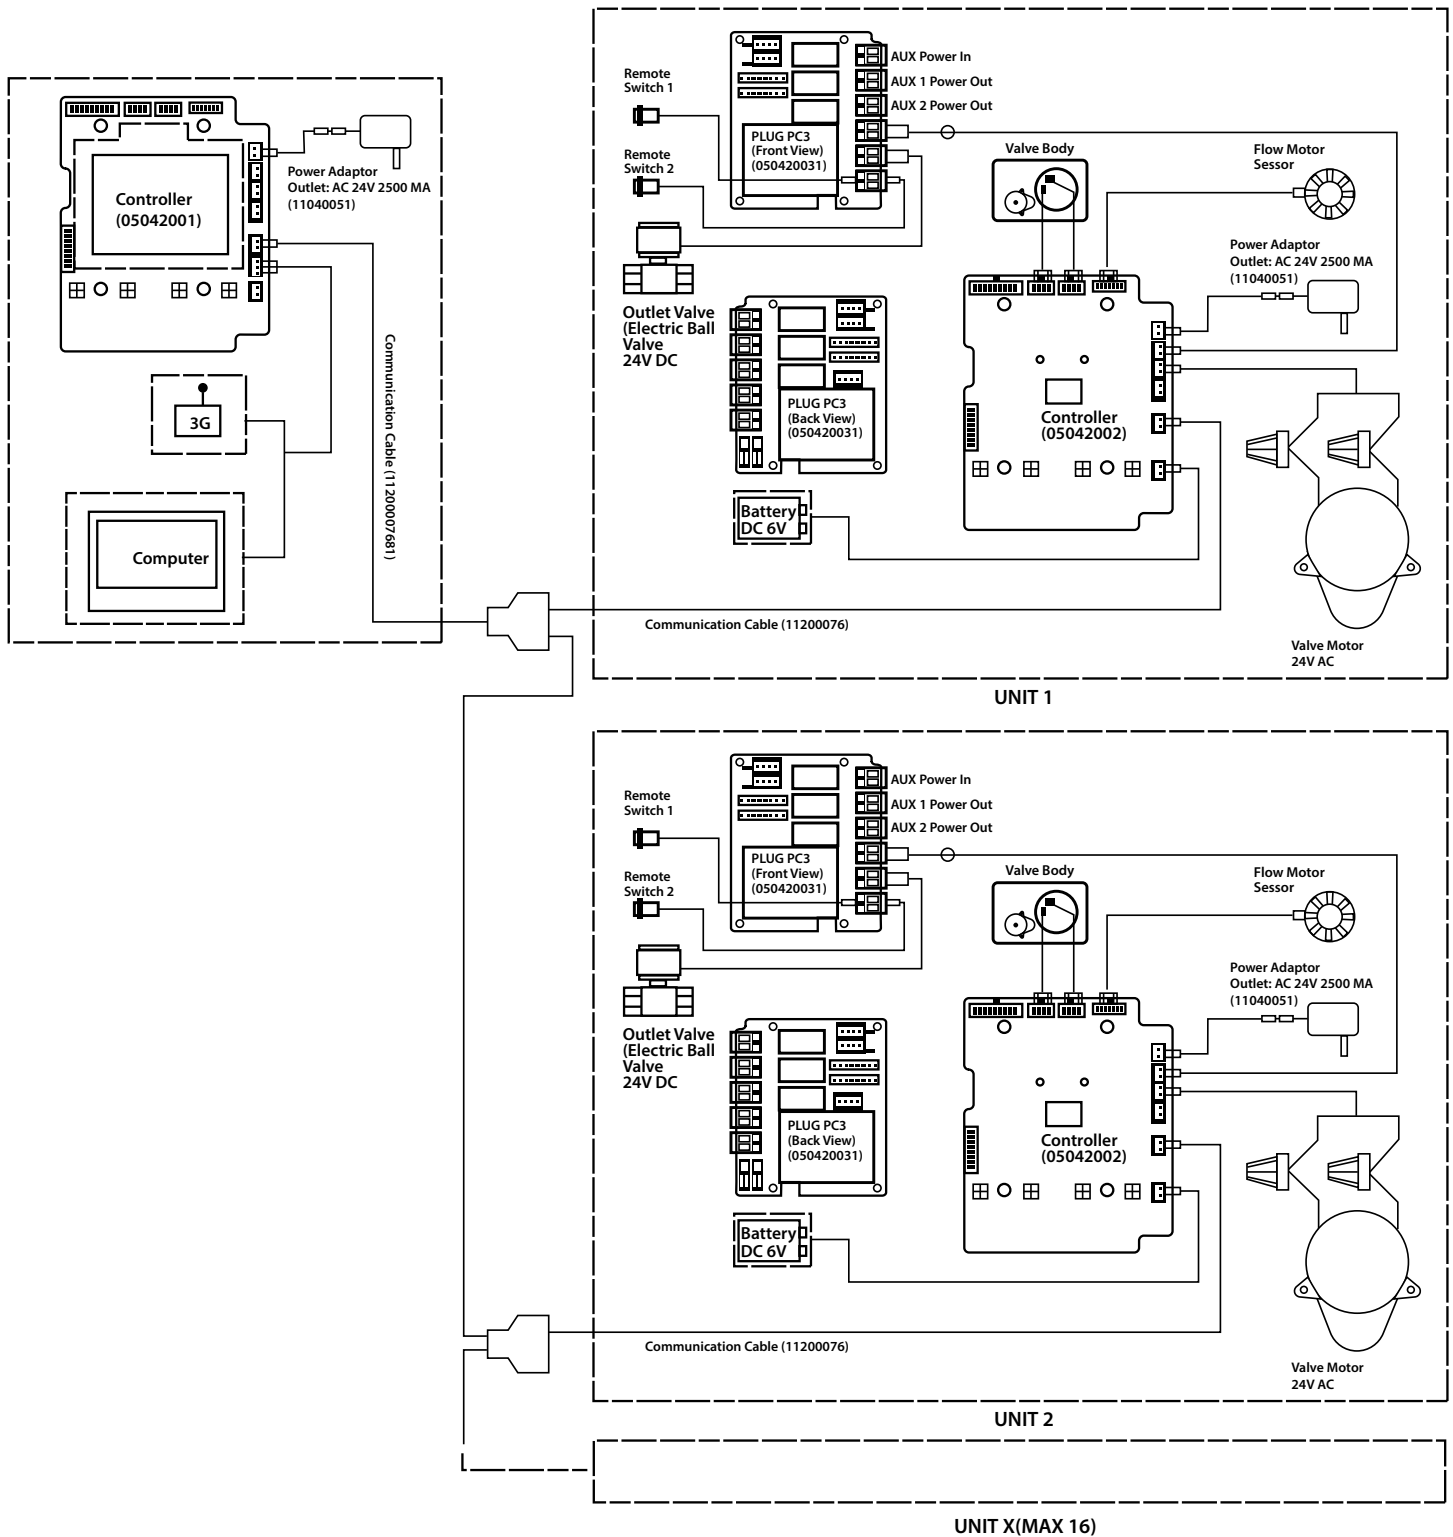 Controller
(05042001)
Power Adaptor
Outlet: AC 24V 2500 MA
(11040051)
3G
Computer
Communication Cable (11200007681)
Remote
Switch 1
Remote
Switch 2
AUX Power In
AUX 1 Power Out
AUX 2 Power Out
PLUG PC3
(Front View)
(050420031)
Outlet Valve
(Electric Ball
Valve
24V DC
Valve Body
Flow Motor
Sessor
Power Adaptor
Outlet: AC 24V 2500 MA
(11040051)
PLUG PC3
(Back View)
(050420031)
Controller
(05042002)
Battery
DC 6V
Communication Cable (11200076)
Valve Motor
24V AC
UNIT 1
Remote
Switch 1
Remote
Switch 2
AUX Power In
AUX 1 Power Out
AUX 2 Power Out
PLUG PC3
(Front View)
(050420031)
Outlet Valve
(Electric Ball
Valve
24V DC
Valve Body
Flow Motor
Sessor
Power Adaptor
Outlet: AC 24V 2500 MA
(11040051)
PLUG PC3
(Back View)
(050420031)
Controller
(05042002)
Battery
DC 6V
Communication Cable (11200076)
Valve Motor
24V AC
UNIT 2
UNIT X(MAX 16)